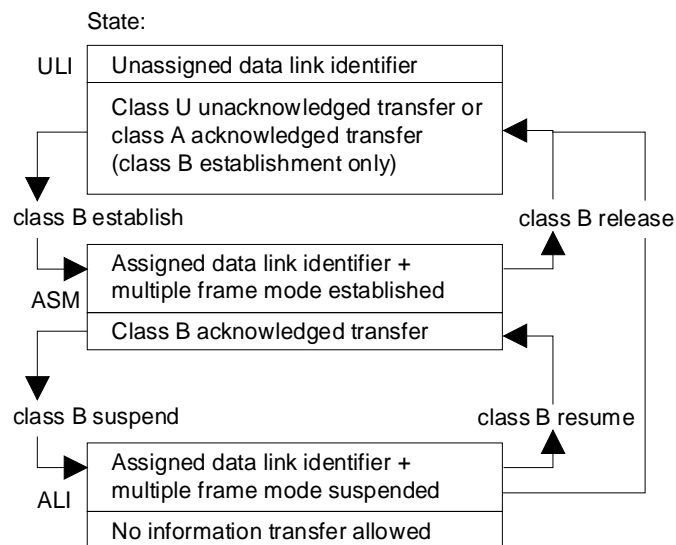 State:
ULI
Unassigned data link identifier
Class U unacknowledged transfer or
class A acknowledged transfer
(class B establishment only)
class B establish
class B release
Assigned data link identifier +
multiple frame mode established
ASM
Class B acknowledged transfer
class B suspend
class B resume
Assigned data link identifier +
multiple frame mode suspended
ALI
No information transfer allowed